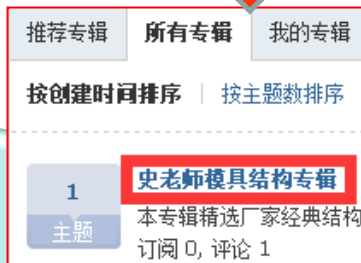 推荐专辑 所有专辑 我的专辑
按创建时间排序 | 按主题数排序
史老师模具结构专辑
1
主题
本专辑精选厂家经典结构
订阅 0, 评论 1